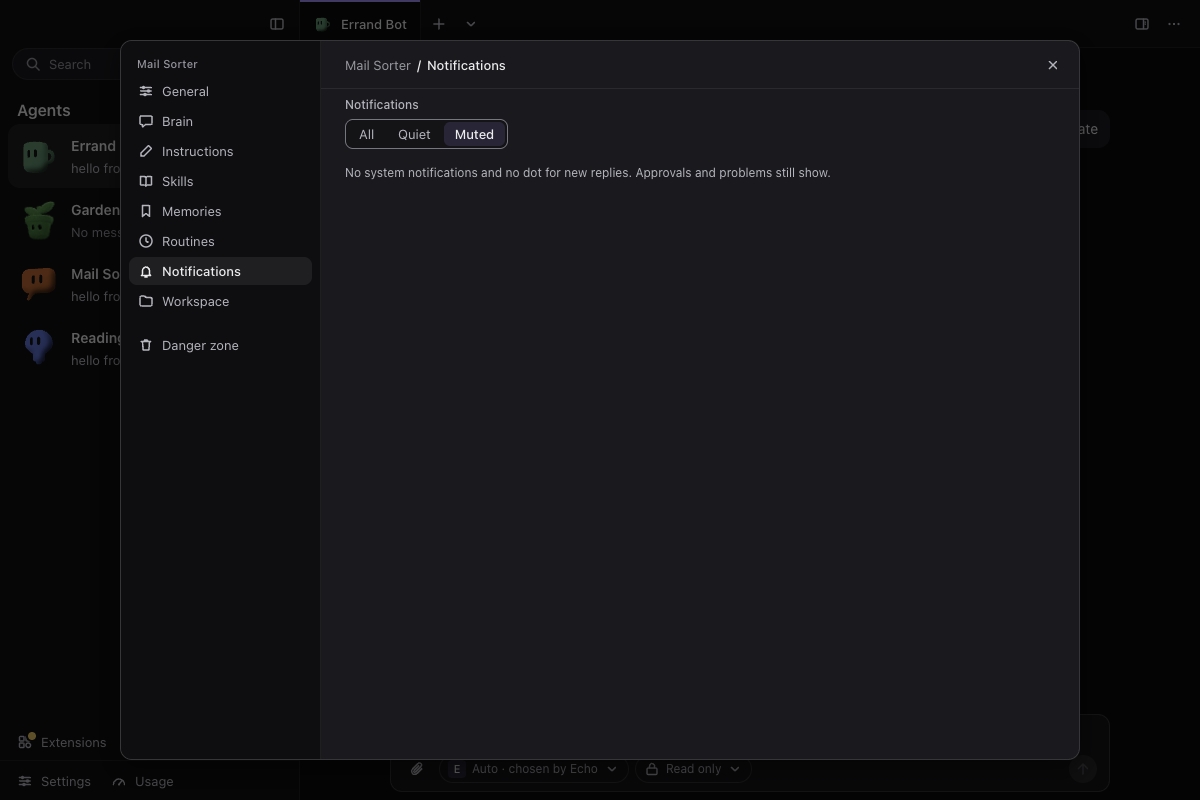 Errand Bot
Search
Agents
Errand
hello fro
Garden
No mess
Mail So
hello fro
Reading
hello fro
Extensions
Settings
Usage
Mail Sorter
General
Brain
Instructions
Skills
Memories
Routines
Notifications
Workspace
Danger zone
Mail Sorter / Notifications
Notifications
All Quiet Muted
No system notifications and no dot for new replies. Approvals and problems still show.
ate
E Auto · chosen by Echo
Read only